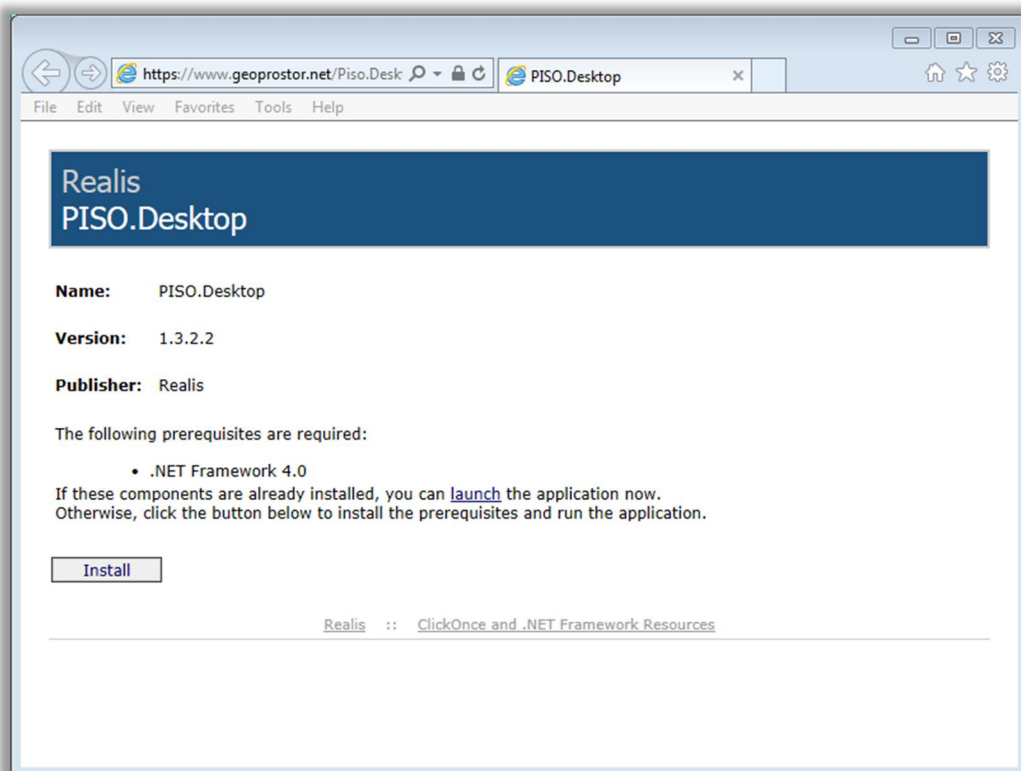 https://www.geoprostor.net/Piso.Desk
PISO.Desktop
File Edit View Favorites Tools Help
Realis
PISO.Desktop
Name: PISO.Desktop
Version: 1.3.2.2
Publisher: Realis
The following prerequisites are required:
• .NET Framework 4.0
If these components are already installed, you can launch the application now.
Otherwise, click the button below to install the prerequisites and run the application.
Install
Realis :: ClickOnce and .NET Framework Resources